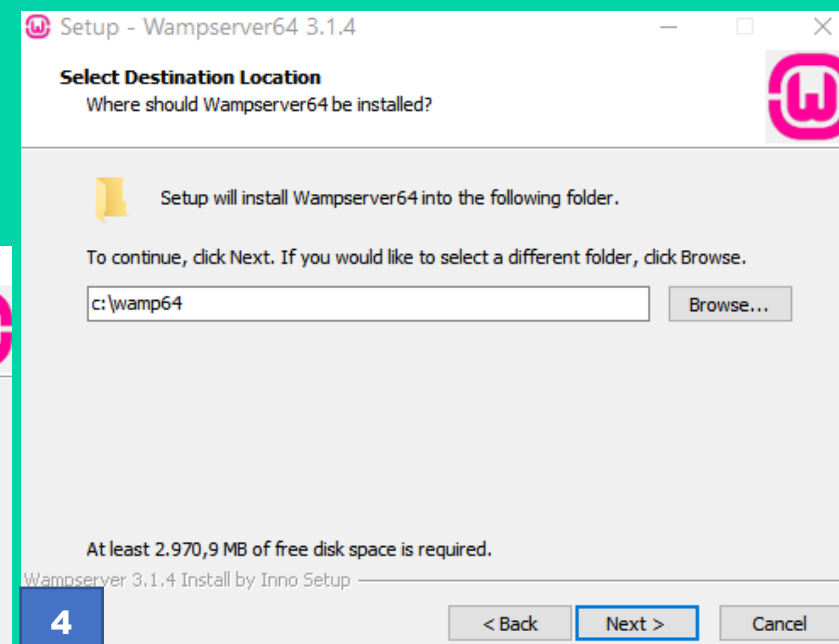 Setup - Wampserver64 3.1.4
Select Destination Location
Where should Wampserver64 be installed?
Setup will install Wampserver64 into the following folder.
To continue, click Next. If you would like to select a different folder, click Browse.
c:\wamp64
Browse...
At least 2.970,9 MB of free disk space is required.
Wampserver 3.1.4 Install by Inno Setup
4
< Back
Next >
Cancel